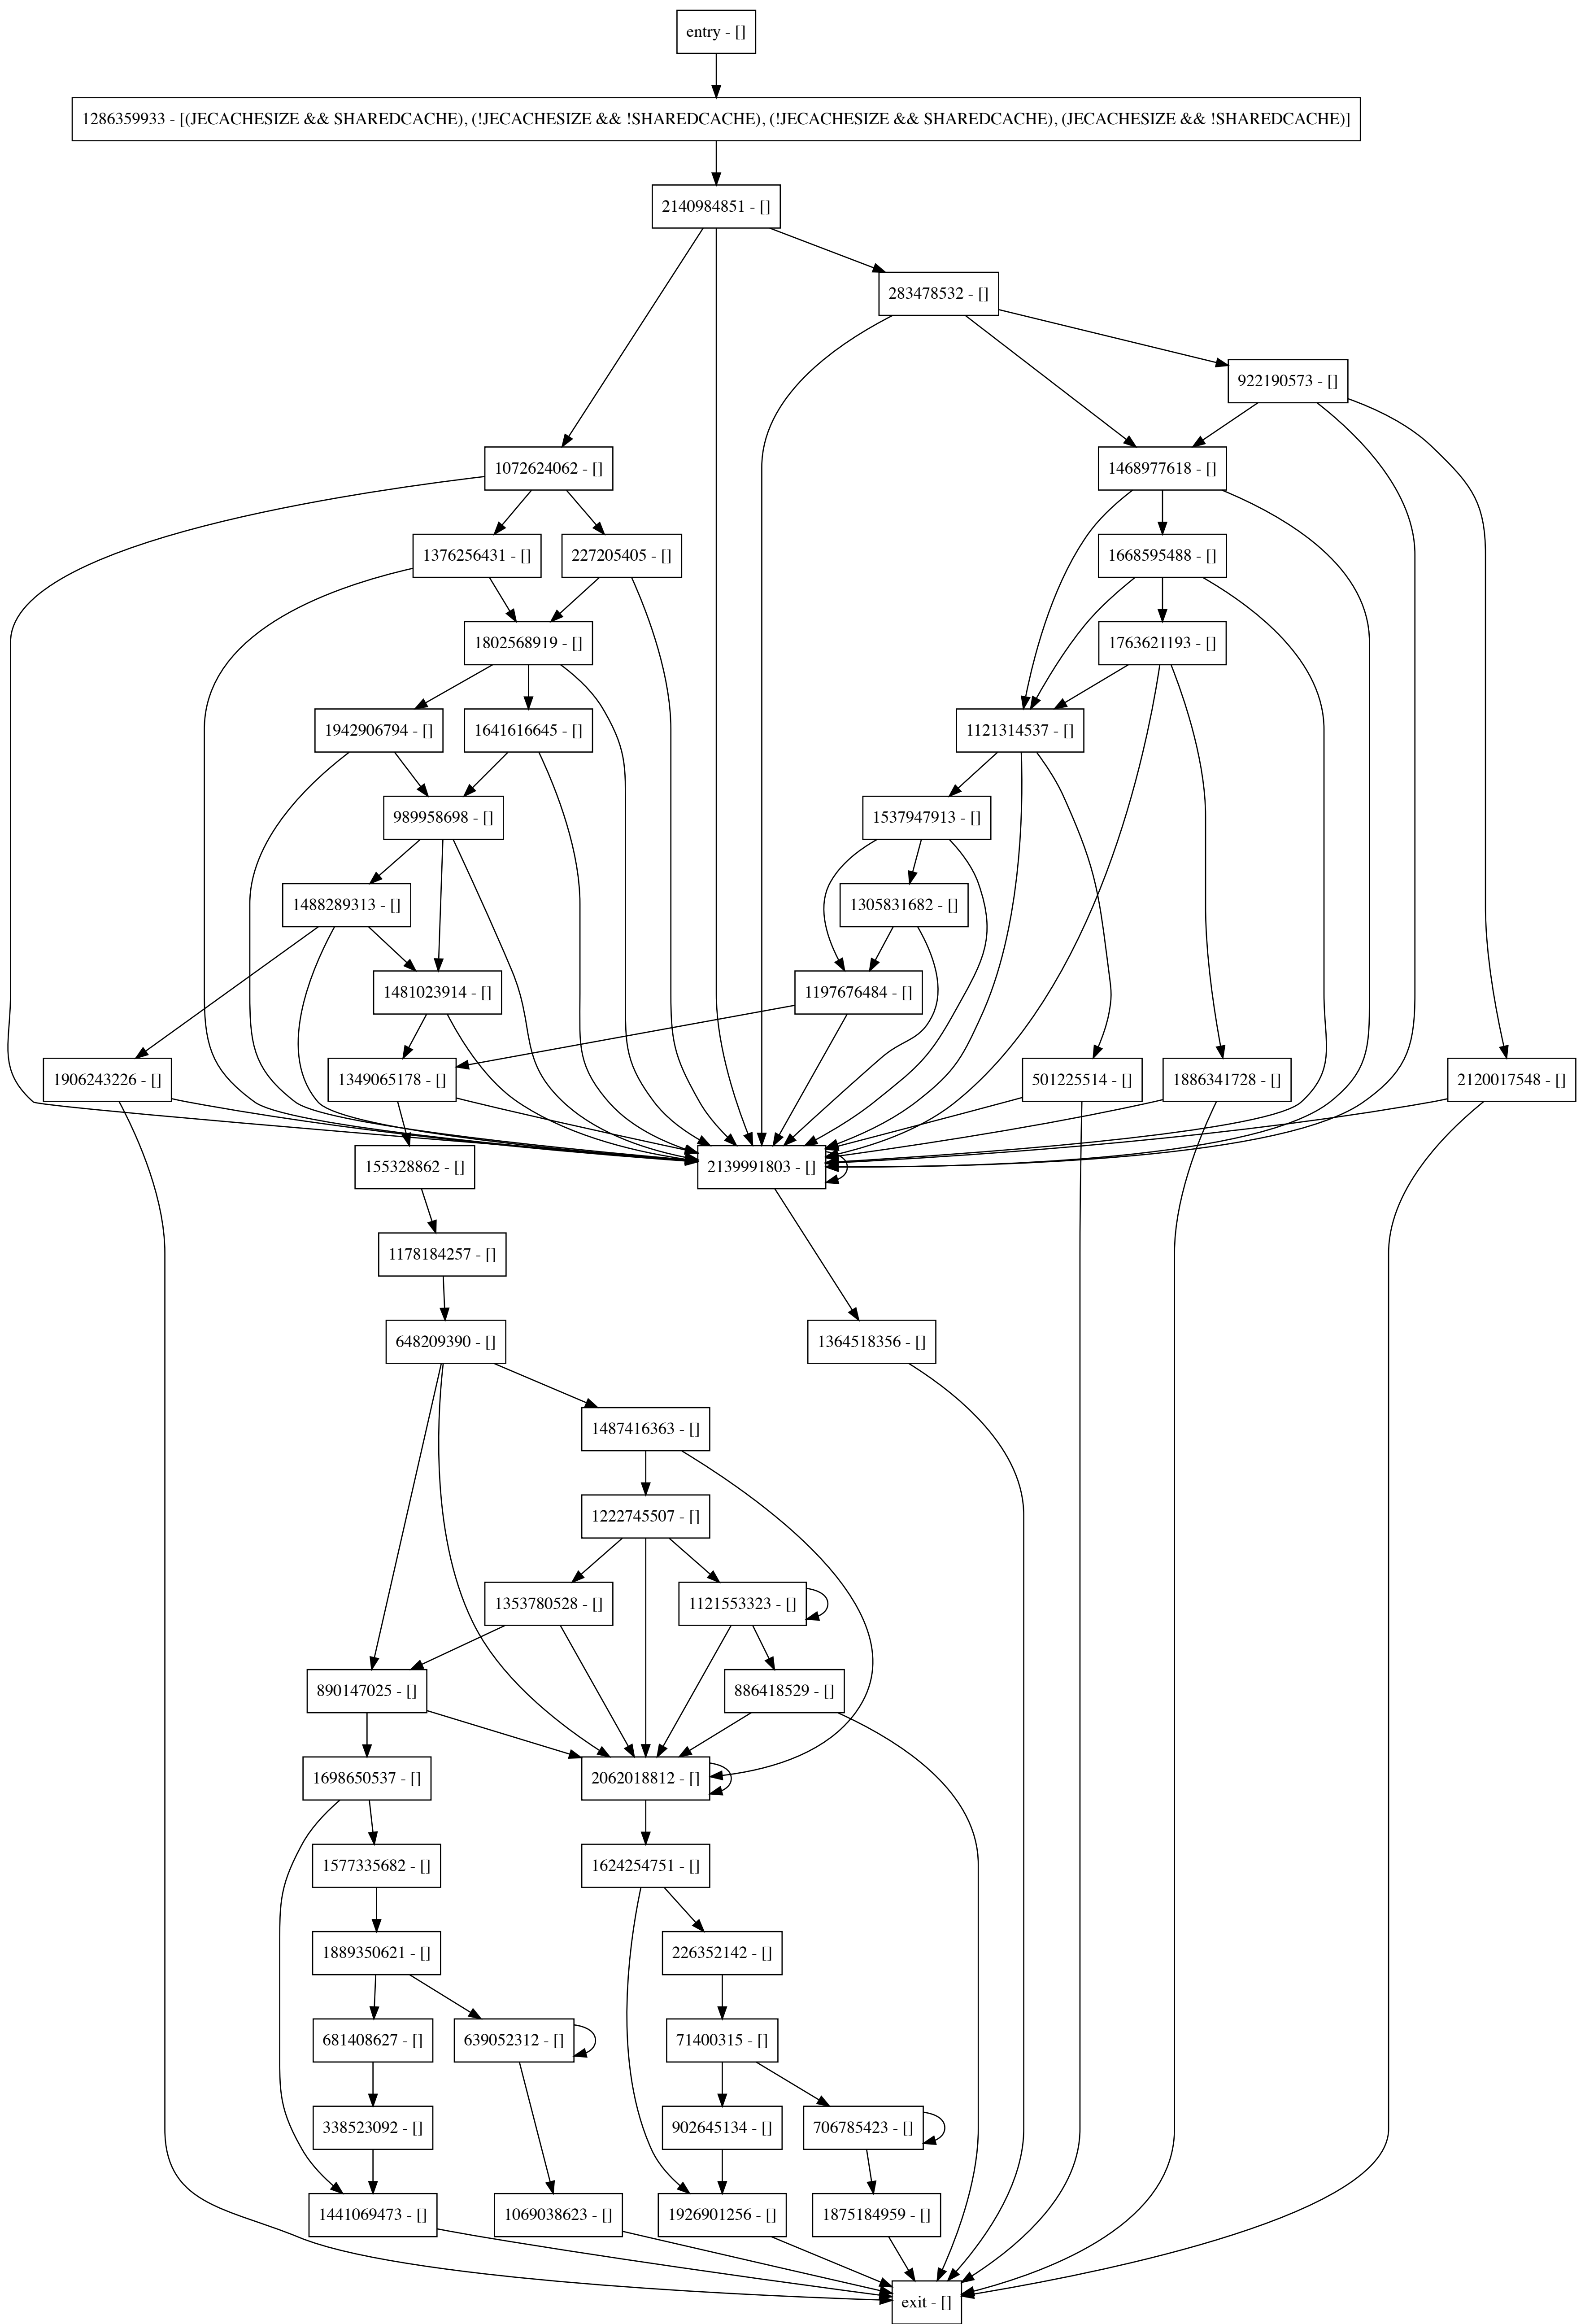 entry - []
1286359933 - [(JECACHESIZE && SHAREDCACHE), (!JECACHESIZE && !SHAREDCACHE), (!JECACHESIZE && SHAREDCACHE), (JECACHESIZE && !SHAREDCACHE)]
2140984851 - []
283478532 - []
922190573 - []
1072624062 - []
1468977618 - []
1376256431 - []
227205405 - []
1668595488 - []
1802568919 - []
1763621193 - []
1942906794 - []
1641616645 - []
1121314537 - []
989958698 - []
1537947913 - []
1488289313 - []
1305831682 - []
1481023914 - []
1197676484 - []
1906243226 - []
1349065178 - []
501225514 - []
1886341728 - []
2120017548 - []
155328862 - []
2139991803 - []
1178184257 - []
648209390 - []
1364518356 - []
1487416363 - []
1222745507 - []
1353780528 - []
1121553323 - []
890147025 - []
886418529 - []
1698650537 - []
2062018812 - []
1577335682 - []
1624254751 - []
1889350621 - []
226352142 - []
681408627 - []
639052312 - []
71400315 - []
338523092 - []
902645134 - []
706785423 - []
1441069473 - []
1069038623 - []
1926901256 - []
1875184959 - []
exit - []